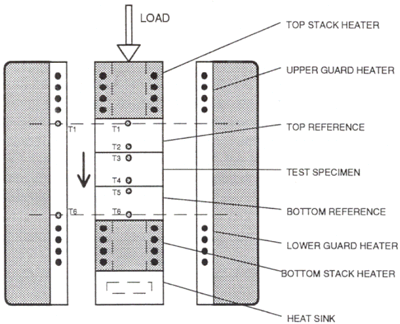 LOAD
TOP STACK HEATER
UPPER GUARD HEATER
T1
T1
TOP REFERENCE
T2
T3
TEST SPECIMEN
T4
T5
BOTTOM REFERENCE
T6
T6
LOWER GUARD HEATER
BOTTOM STACK HEATER
HEAT SINK